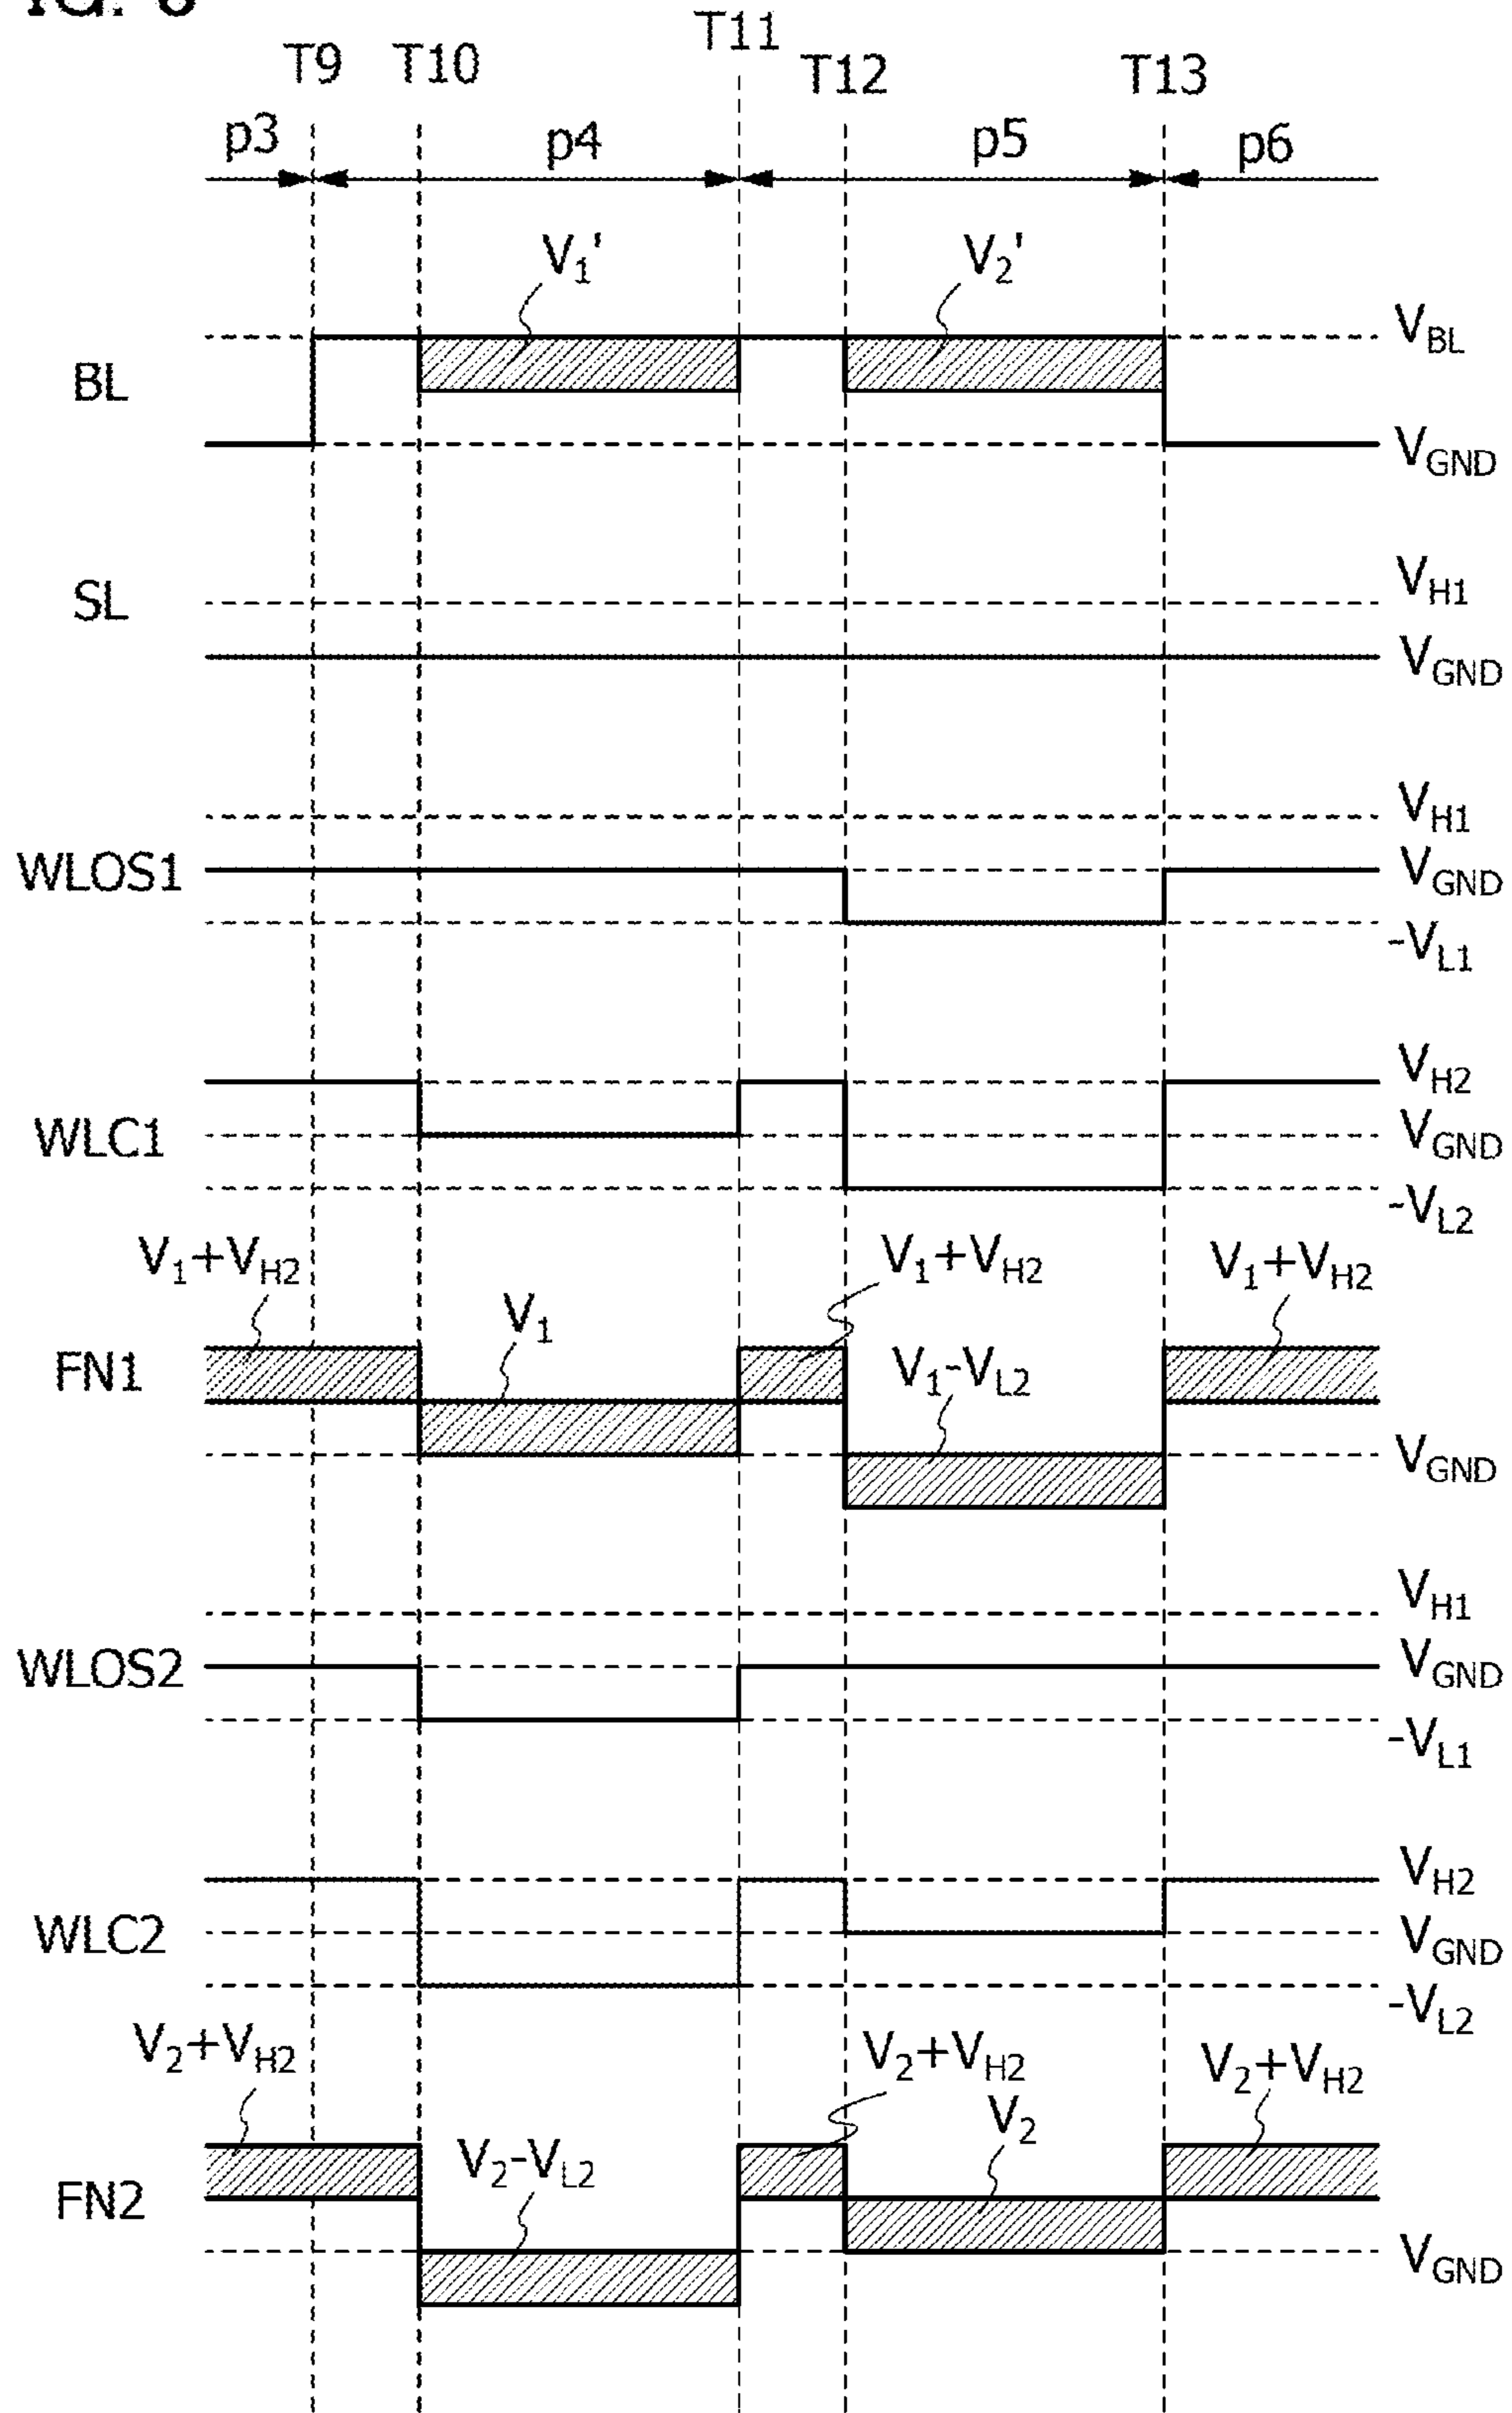 T9 T10 T11 T12 T13
p3 p4 p5 p6
V1' V2'
BL VBL
VGND
SL VH1
VGND
VH1
WLOS1 VGND
-VL1
VH2
WLC1 VGND
-VL2
V1+VH2 V1 V1+VH2 V1+VH2
FN1 V1-VL2
VGND
VH1
WLOS2 VGND
-VL1
VH2
WLC2 VGND
-VL2
V2+VH2 V2+VH2 V2+VH2
V2-VL2 V2
FN2
VGND